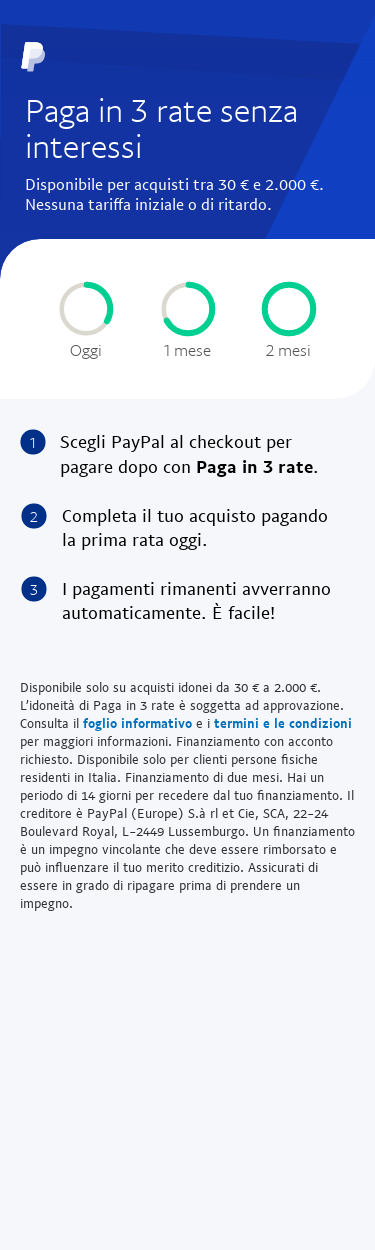 Paga in 3 rate senza
interessi
Disponibile per acquisti tra 30 € e 2.000 €.
Nessuna tariffa iniziale o di ritardo.
Oggi
1 mese
2 mesi
1 Scegli PayPal al checkout per
pagare dopo con Paga in 3 rate.
2 Completa il tuo acquisto pagando
la prima rata oggi.
3 I pagamenti rimanenti avverranno
automaticamente. È facile!
Disponibile solo su acquisti idonei da 30 € a 2.000 €.
L'idoneità di Paga in 3 rate è soggetta ad approvazione.
Consulta il foglio informativo e i termini e le condizioni
per maggiori informazioni. Finanziamento con acconto
richiesto. Disponibile solo per clienti persone fisiche
residenti in Italia. Finanziamento di due mesi. Hai un
periodo di 14 giorni per recedere dal tuo finanziamento. Il
creditore è PayPal (Europe) S.à rl et Cie, SCA, 22-24
Boulevard Royal, L-2449 Lussemburgo. Un finanziamento
è un impegno vincolante che deve essere rimborsato e
può influenzare il tuo merito creditizio. Assicurati di
essere in grado di ripagare prima di prendere un
impegno.